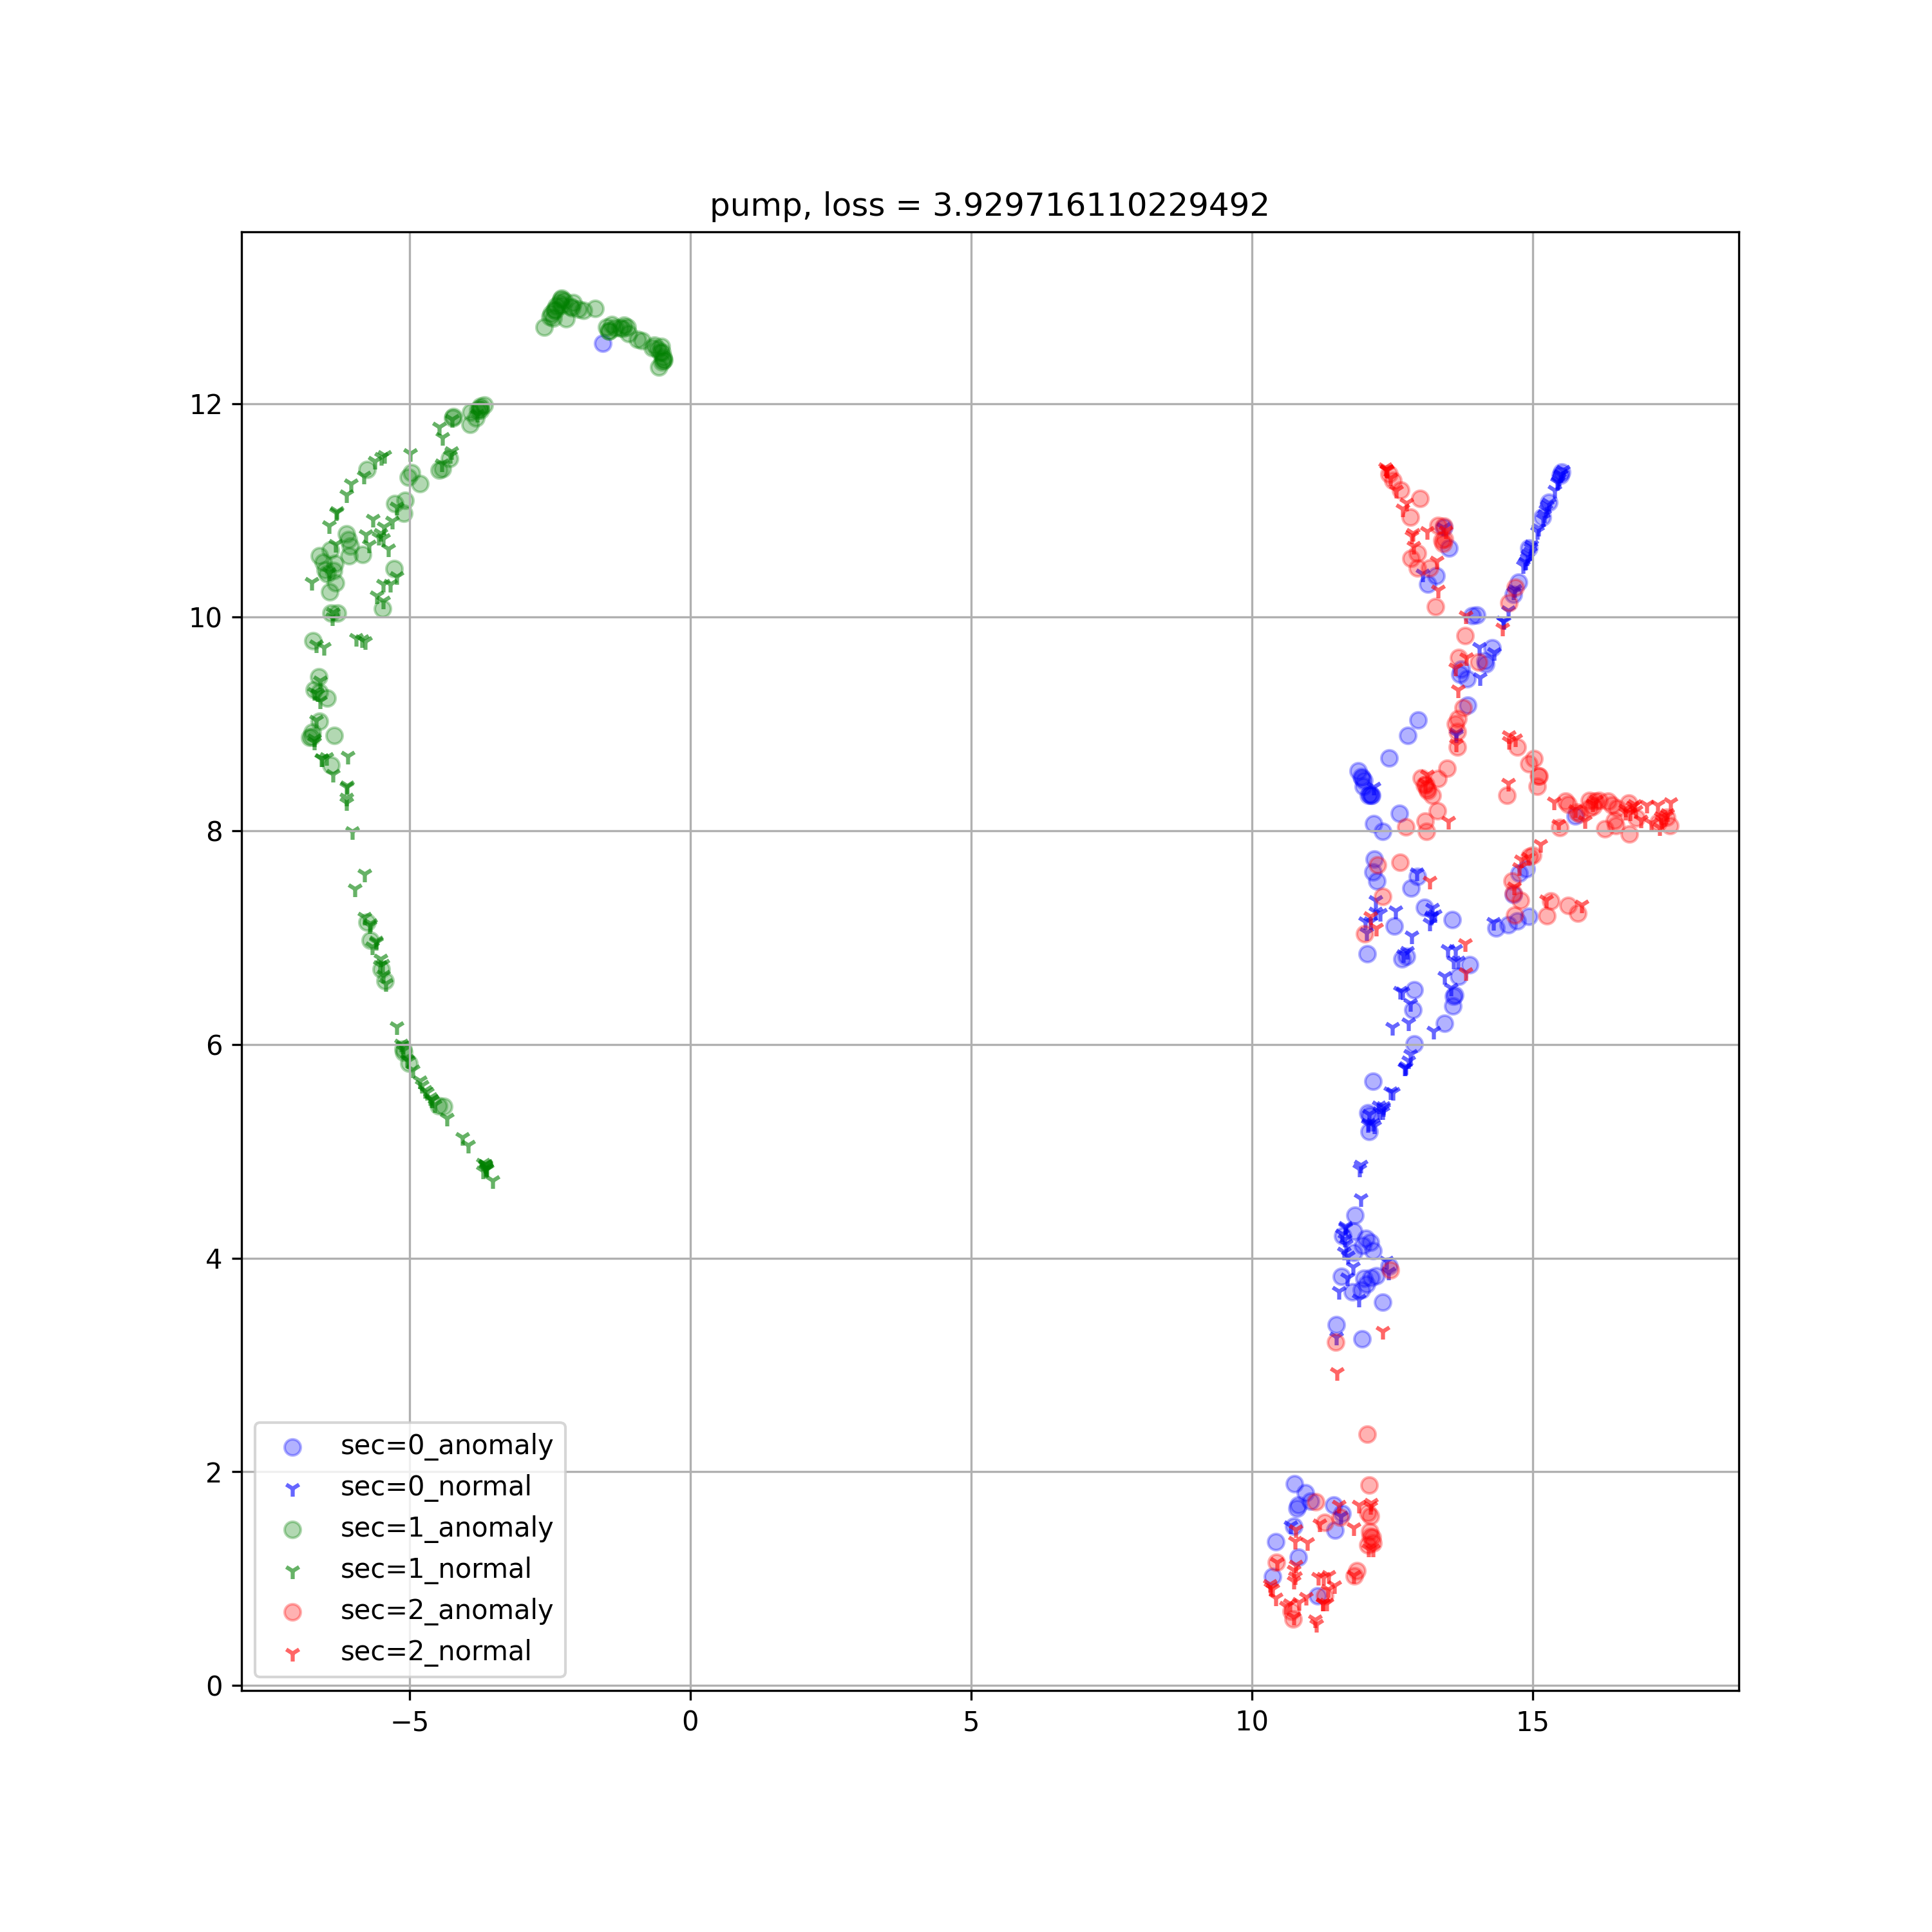 pump, loss = 3.929716110229492
12
10
8
6
4
2
0
−5
0
5
10
15
sec=0_anomaly
sec=0_normal
sec=1_anomaly
sec=1_normal
sec=2_anomaly
sec=2_normal